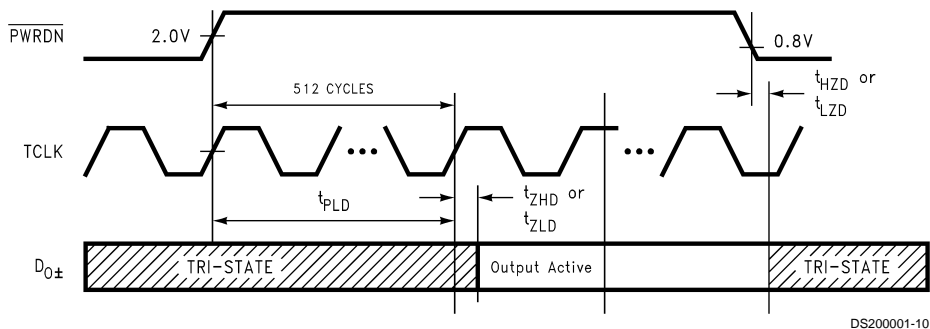 PWRDN
2.0V
0.8V
512 CYCLES
tHZD or
tLZD
TCLK
•••
•••
tPLD
tZHD or
tZLD
DO±
TRI-STATE
Output Active
TRI-STATE
DS200001-10